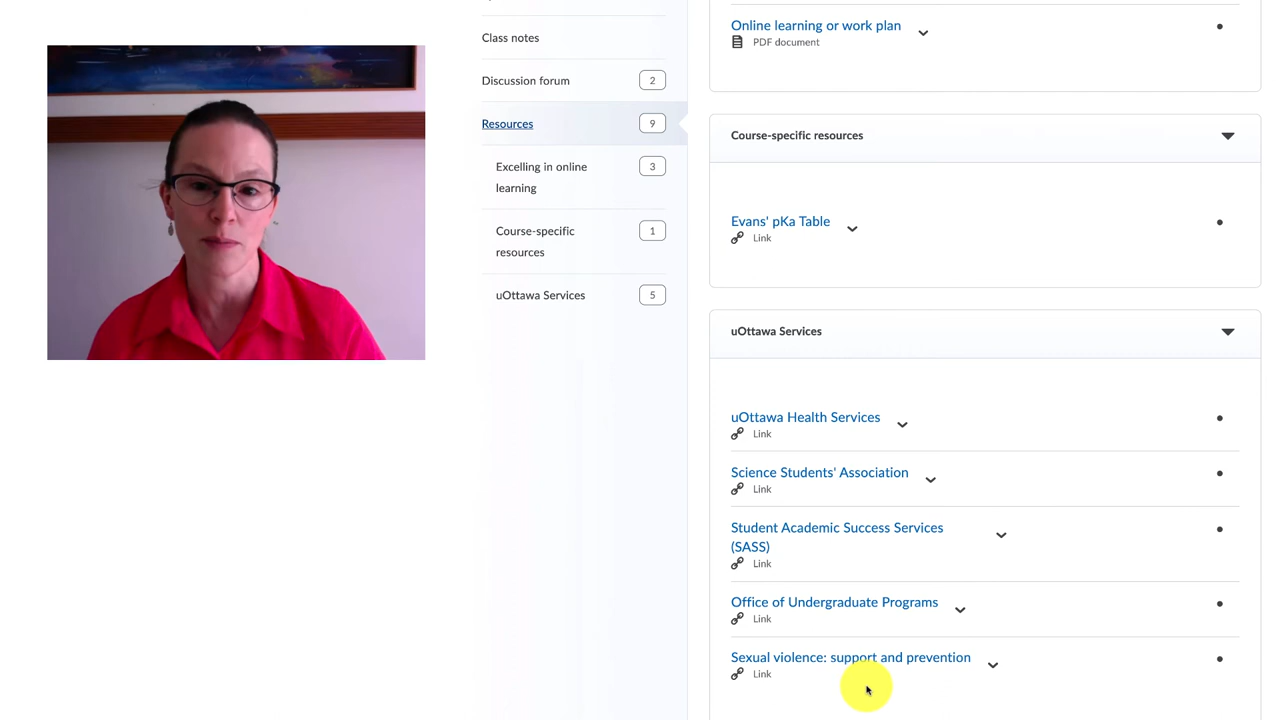 Class notes
Discussion forum 2
Resources 9
Excelling in online
learning 3
Course-specific
resources 1
uOttawa Services 5
Online learning or work plan
PDF document
Course-specific resources
Evans' pKa Table
Link
uOttawa Services
uOttawa Health Services
Link
Science Students' Association
Link
Student Academic Success Services
(SASS)
Link
Office of Undergraduate Programs
Link
Sexual violence: support and prevention
Link